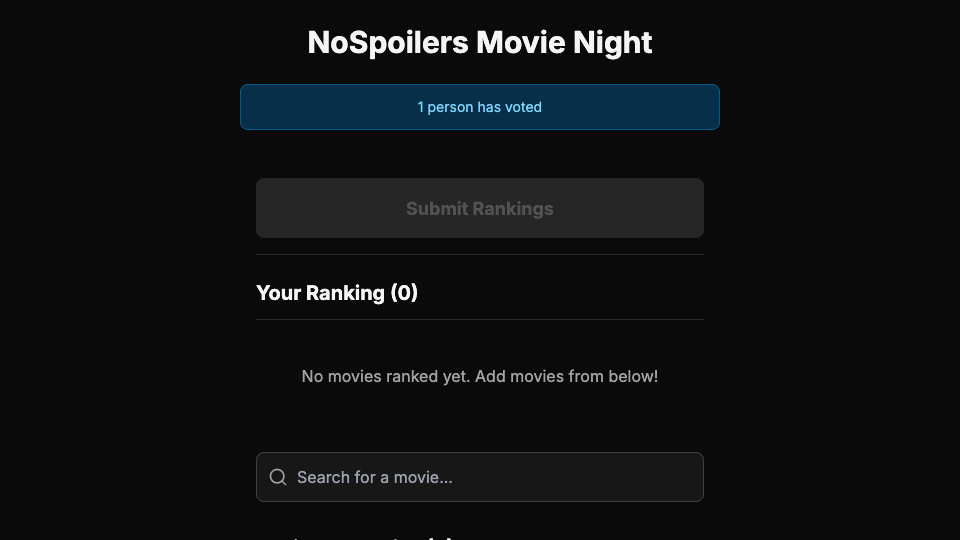 NoSpoilers Movie Night
1 person has voted
Submit Rankings
Your Ranking (0)
No movies ranked yet. Add movies from below!
Search for a movie...